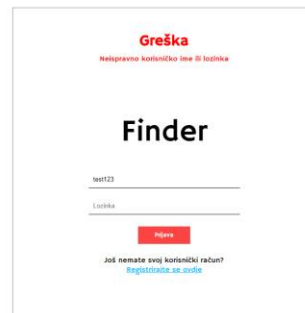 Greška
Neispravno korisničko ime ili lozinka
Finder
test123
Lozinka
Prijava
Još nemate svoj korisnički račun?
Registrirajte se ovdje